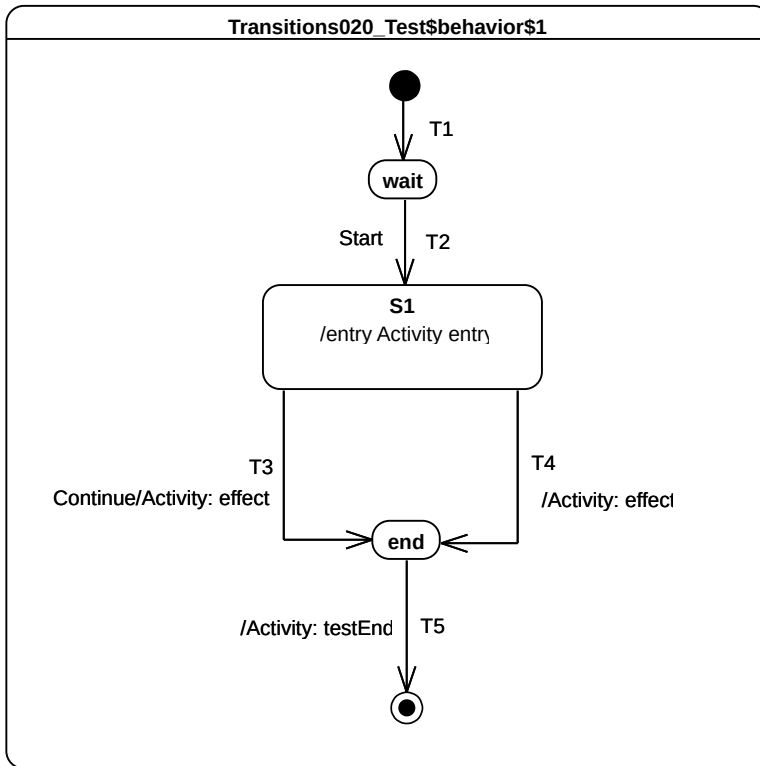 Transitions020_Test$behavior$1
T1
wait
Start
T2
S1
/entry Activity entry
T3
T4
Continue/Activity: effect
/Activity: effect
end
/Activity: testEnd
T5